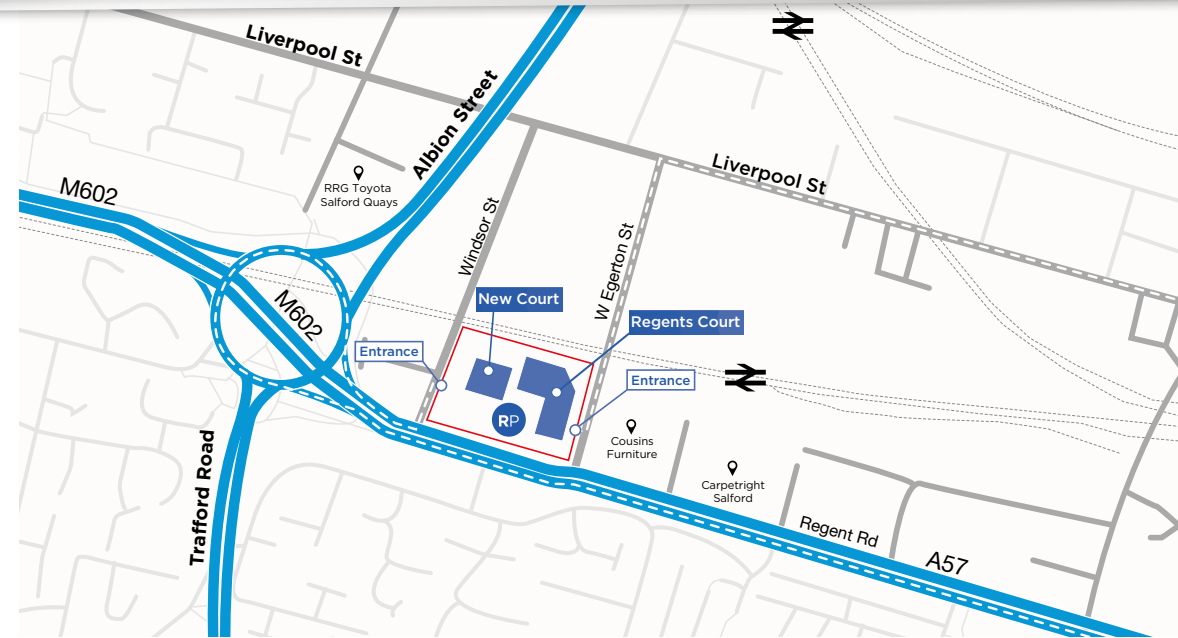 Liverpool St
Albion Street
M602
RRG Toyota
Salford Quays
Liverpool St
Windsor St
W Egerton St
M602
New Court
Regents Court
Entrance
Entrance
RP
Cousins
Furniture
Carpetright
Salford
Trafford Road
Regent Rd
A57